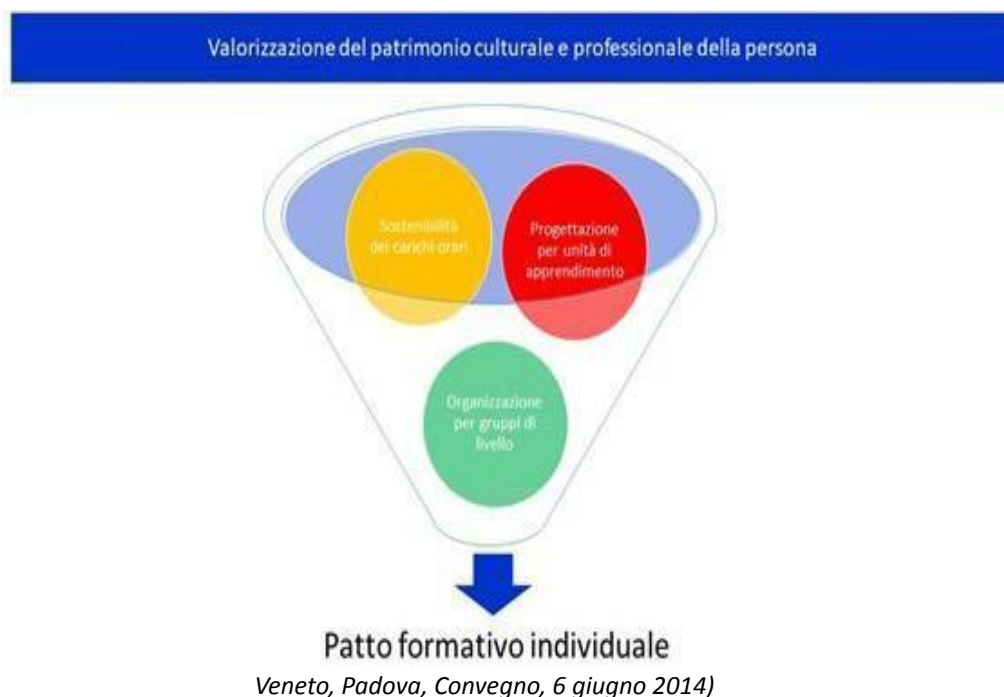 Valorizzazione del patrimonio culturale e professionale della persona
Sostenibilità
dei carichi orari
Progettazione
per unità di
apprendimento
Organizzazione
per gruppi di
livello
Patto formativo individuale
Veneto, Padova, Convegno, 6 giugno 2014)